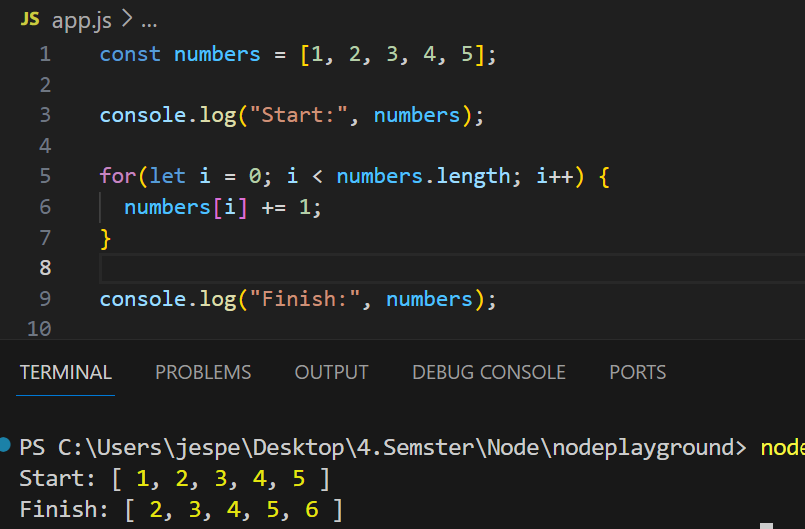 JS app.js > ...
1 const numbers = [1, 2, 3, 4, 5];
2
3 console.log("Start:", numbers);
4
5 for(let i = 0; i < numbers.length; i++) {
6 numbers[i] += 1;
7 }
8
9 console.log("Finish:", numbers);
10
TERMINAL PROBLEMS OUTPUT DEBUG CONSOLE PORTS
PS C:\Users\jespe\Desktop\4.Semster\Node\nodeplayground> node
Start: [ 1, 2, 3, 4, 5 ]
Finish: [ 2, 3, 4, 5, 6 ]